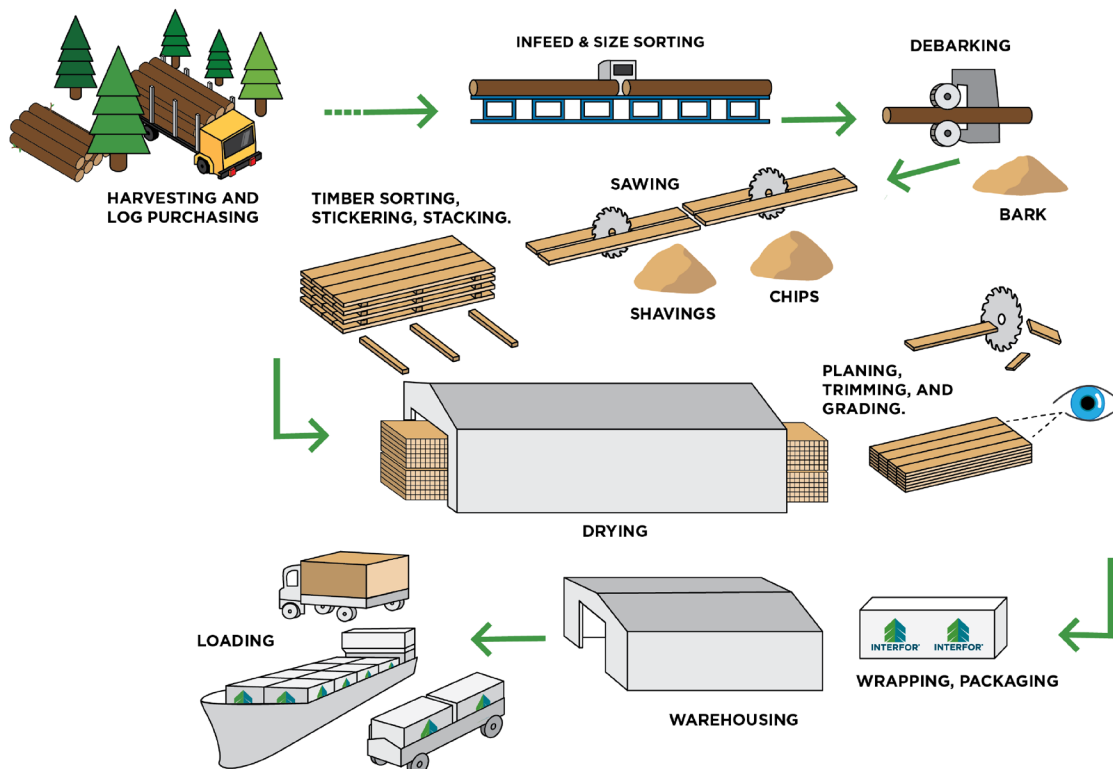 INFEED & SIZE SORTING
DEBARKING
HARVESTING AND
LOG PURCHASING
TIMBER SORTING,
STICKERING, STACKING.
SAWING
BARK
SHAVINGS
CHIPS
PLANING,
TRIMMING, AND
GRADING.
DRYING
LOADING
WAREHOUSING
INTERFOR®
INTERFOR®
WRAPPING, PACKAGING